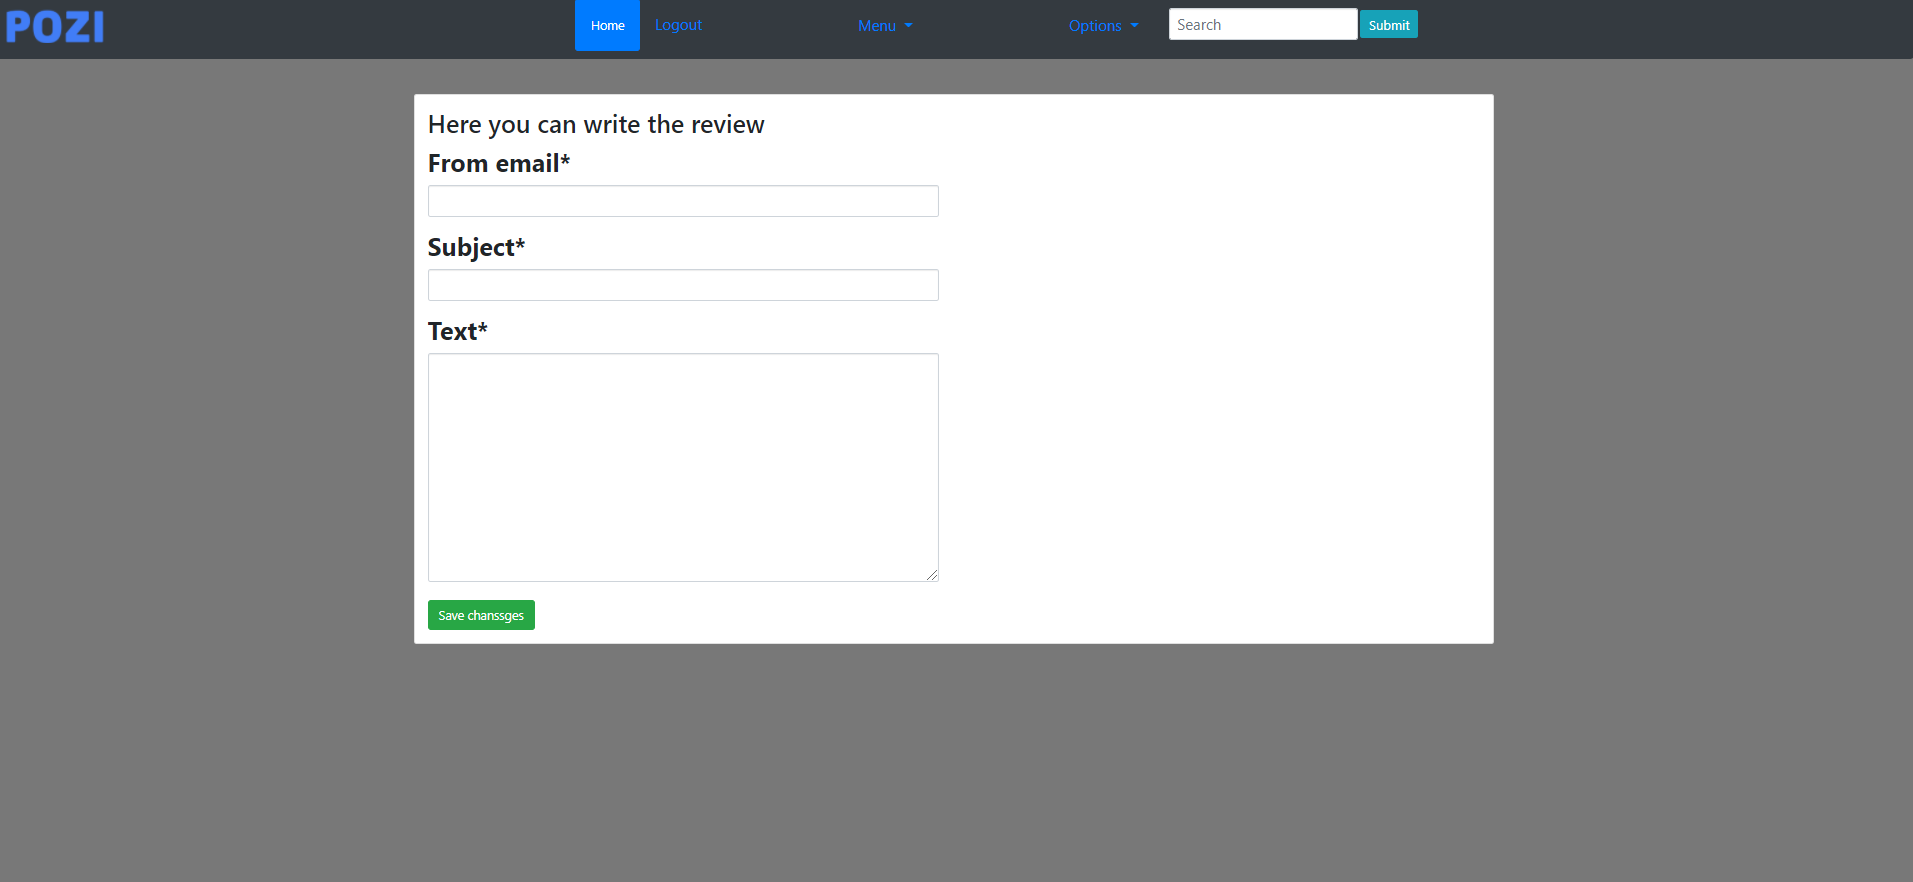 POZI
Home Logout Menu Options Search Submit
Here you can write the review
From email*
Subject*
Text*
Save chanssges